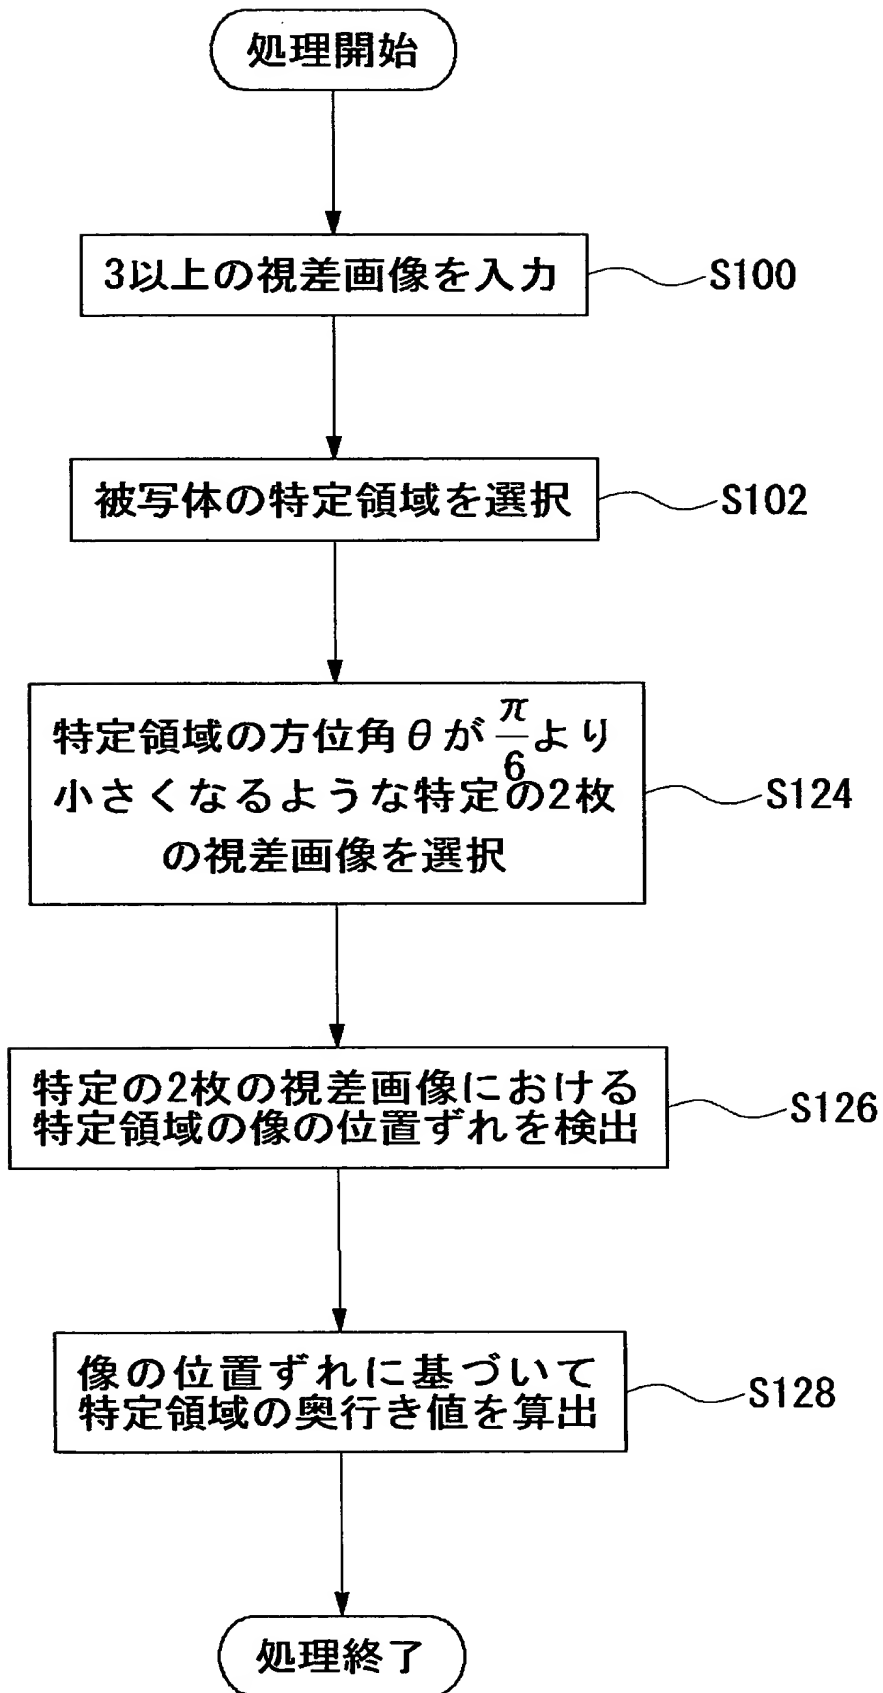 処理開始
3以上の視差画像を入力
S100
被写体の特定領域を選択
S102
特定領域の方位角θがπ/6より
小さくなるような特定の2枚
の視差画像を選択
S124
特定の2枚の視差画像における
特定領域の像の位置ずれを検出
S126
像の位置ずれに基づいて
特定領域の奥行き値を算出
S128
処理終了